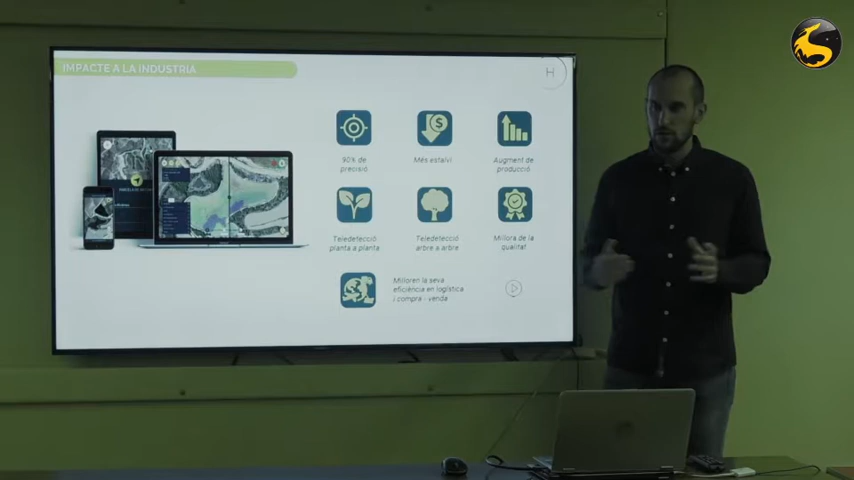 IMPACTE A LA INDÚSTRIA
H
90% de
precisió
Més estalvi
Augment de
producció
Teledetecció
planta a planta
Teledetecció
arbre a arbre
Millora de la
qualitat
Milloren la seva
eficiència en logística
i compra - venda